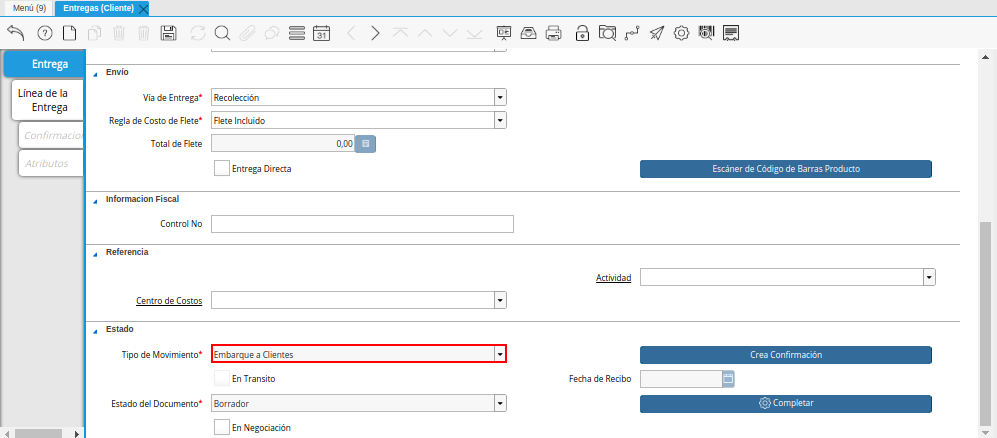 Menú (9)
Entregas (Cliente)
31
Entrega
Línea de la
Entrega
Confirmacion
Atributos
Envío
Vía de Entrega*
Recolección
Regla de Costo de Flete*
Flete Incluido
Total de Flete
0,00
Entrega Directa
Escáner de Código de Barras Producto
Informacion Fiscal
Control No
Referencia
Actividad
Centro de Costos
Estado
Tipo de Movimiento*
Embarque a Clientes
Crea Confirmación
En Transito
Fecha de Recibo
Estado del Documento*
Borrador
Completar
En Negociación